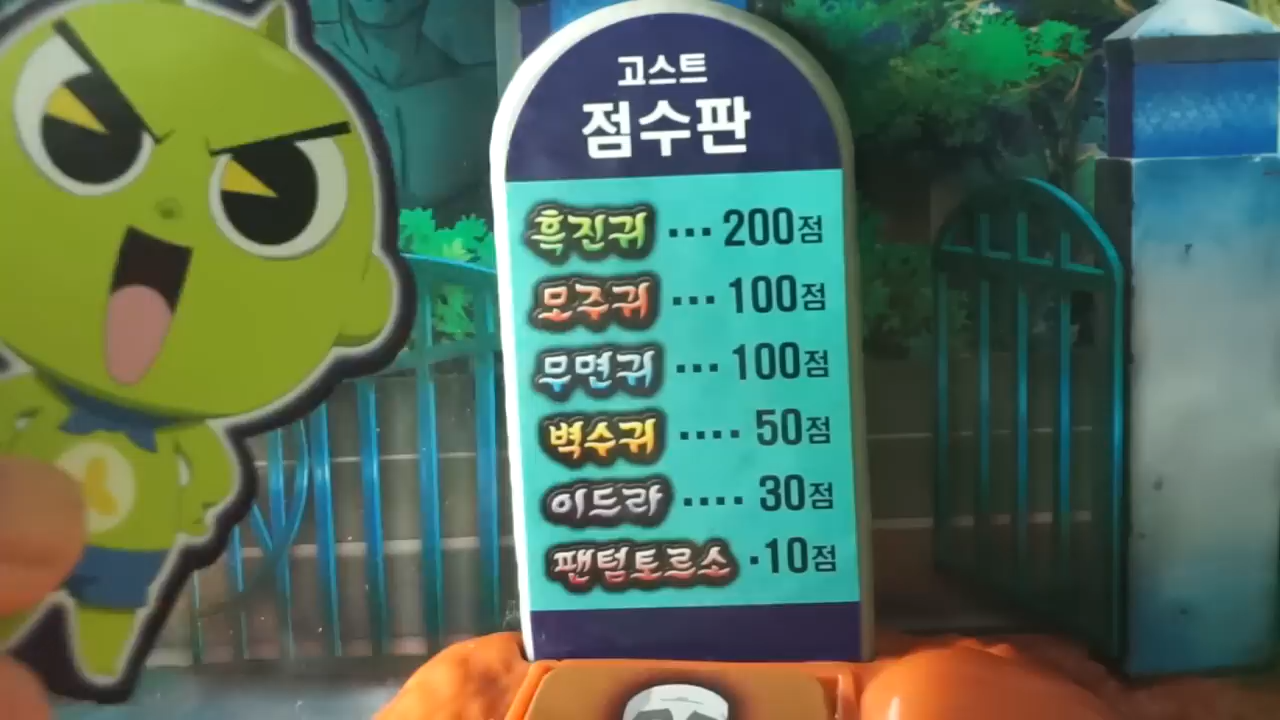 고스트
점수판
흑진귀 ... 200점
모주귀 ... 100점
무면귀 ... 100점
벽수귀 .... 50점
이드라 .... 30점
팬텀토르소 . 10점